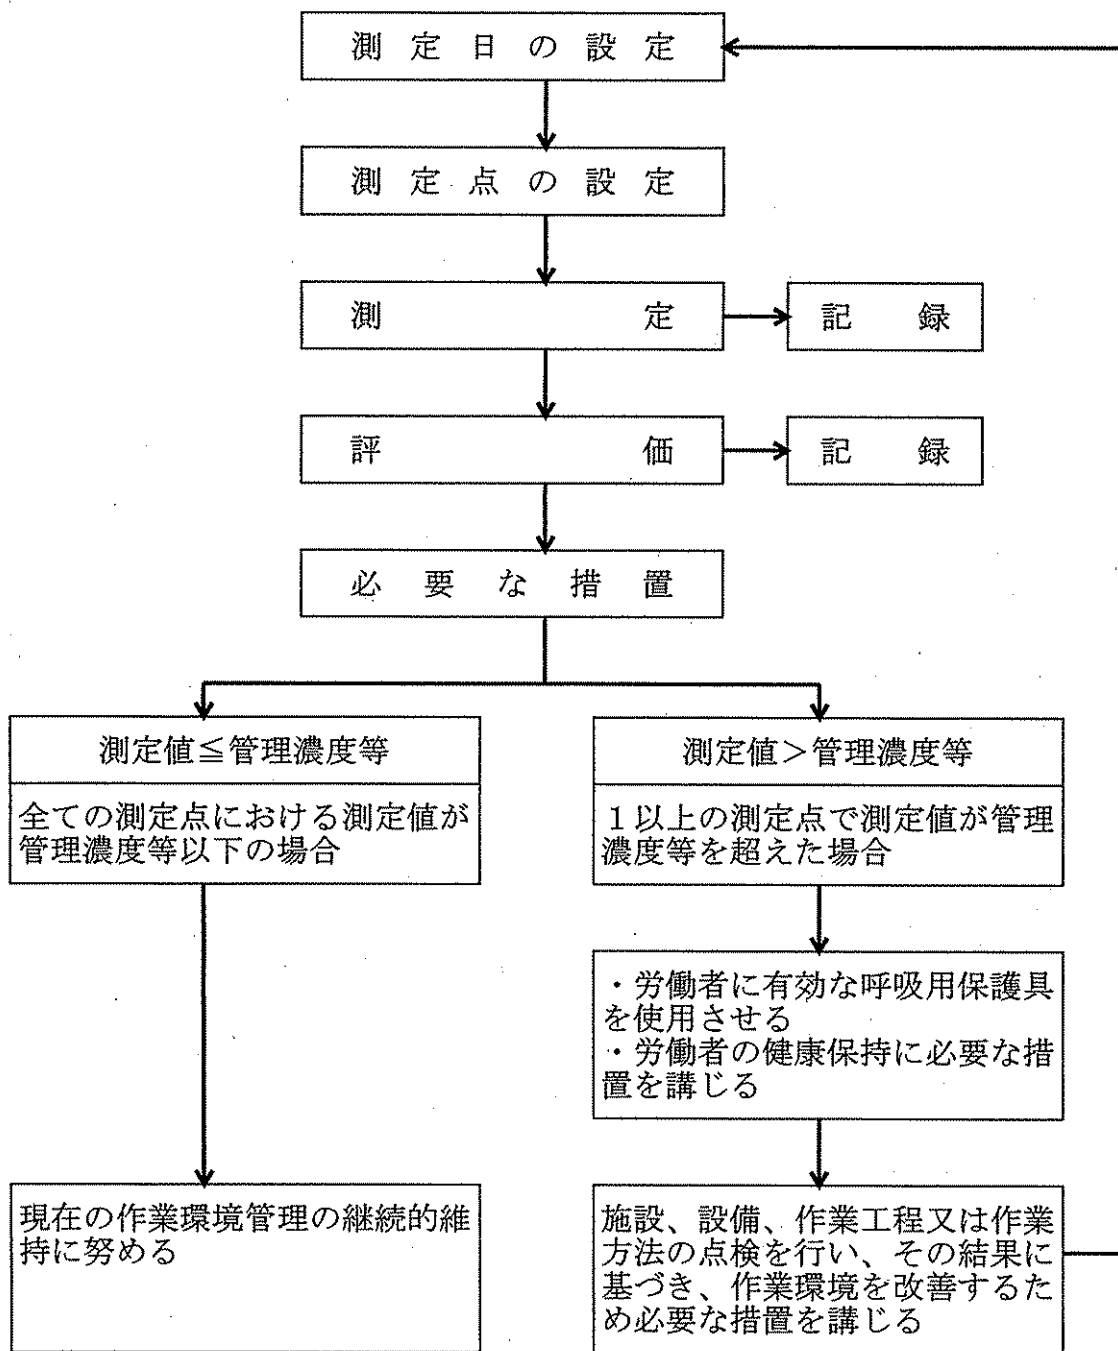 測定日の設定
測定点の設定
測定
記録
評価
記録
必要な措置
測定値≦管理濃度等
全ての測定点における測定値が
管理濃度等以下の場合
現在の作業環境管理の継続的維
持に努める
測定値>管理濃度等
1以上の測定点で測定値が管理
濃度等を超えた場合
・労働者に有効な呼吸用保護具
を使用させる
・労働者の健康保持に必要な措
置を講じる
施設、設備、作業工程又は作業
方法の点検を行い、その結果に
基づき、作業環境を改善するた
め必要な措置を講じる